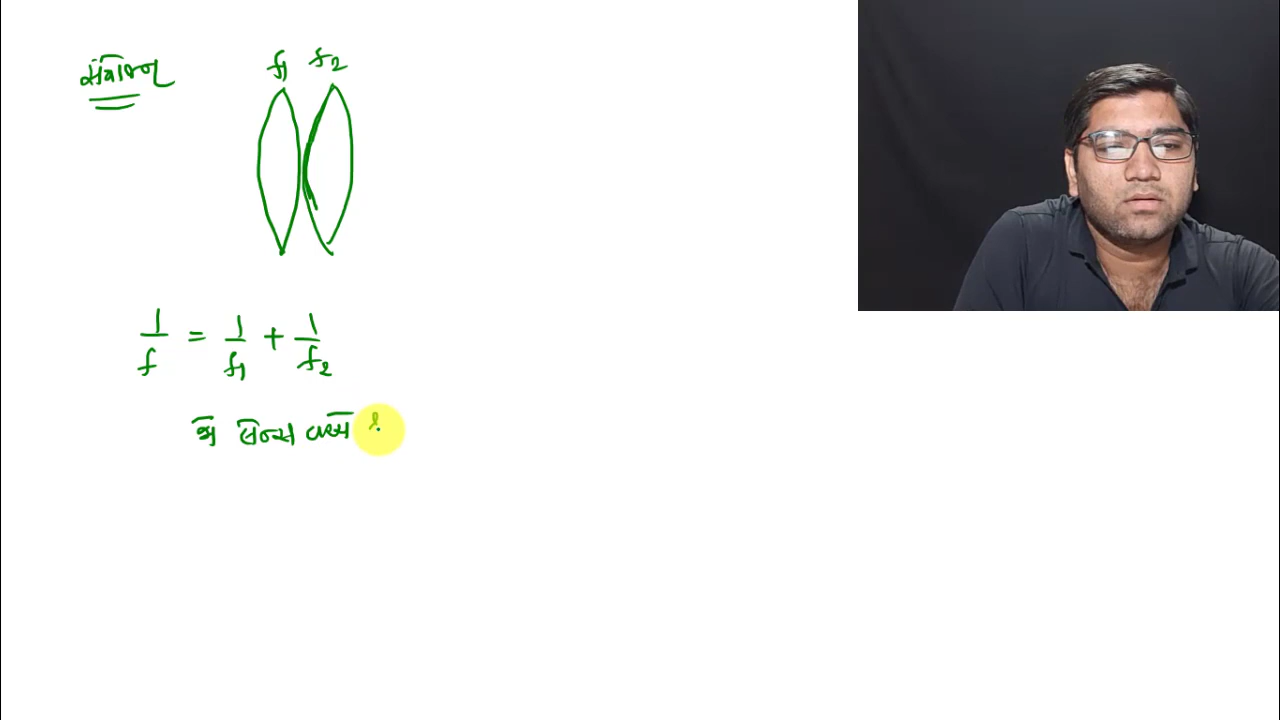 સંયોજન
f1 f2
1/f = 1/f1 + 1/f2
બે લેન્સ વચ્ચે